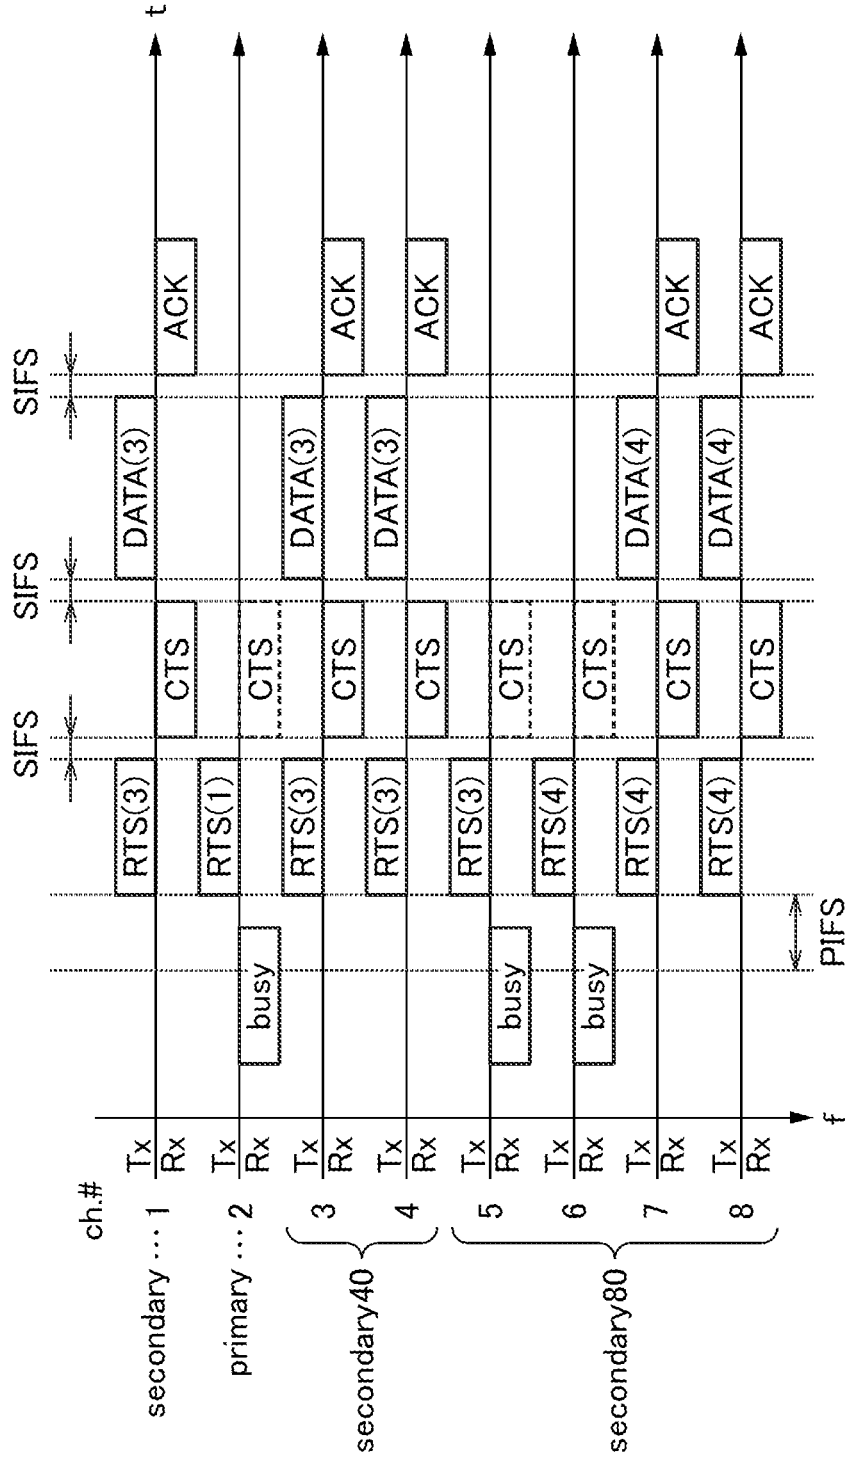 ch.#
SIFS SIFS SIFS
t
secondary … 1 Tx Rx RTS(3) CTS DATA(3) ACK
primary … 2 Tx Rx busy RTS(1) CTS
secondary40
3 Tx Rx RTS(3) CTS DATA(3) ACK
4 Tx Rx RTS(3) CTS DATA(3) ACK
secondary80
5 Tx Rx busy RTS(3) CTS
6 Tx Rx busy RTS(4) CTS
7 Tx Rx RTS(4) CTS DATA(4) ACK
8 Tx Rx RTS(4) CTS DATA(4) ACK
PIFS
f